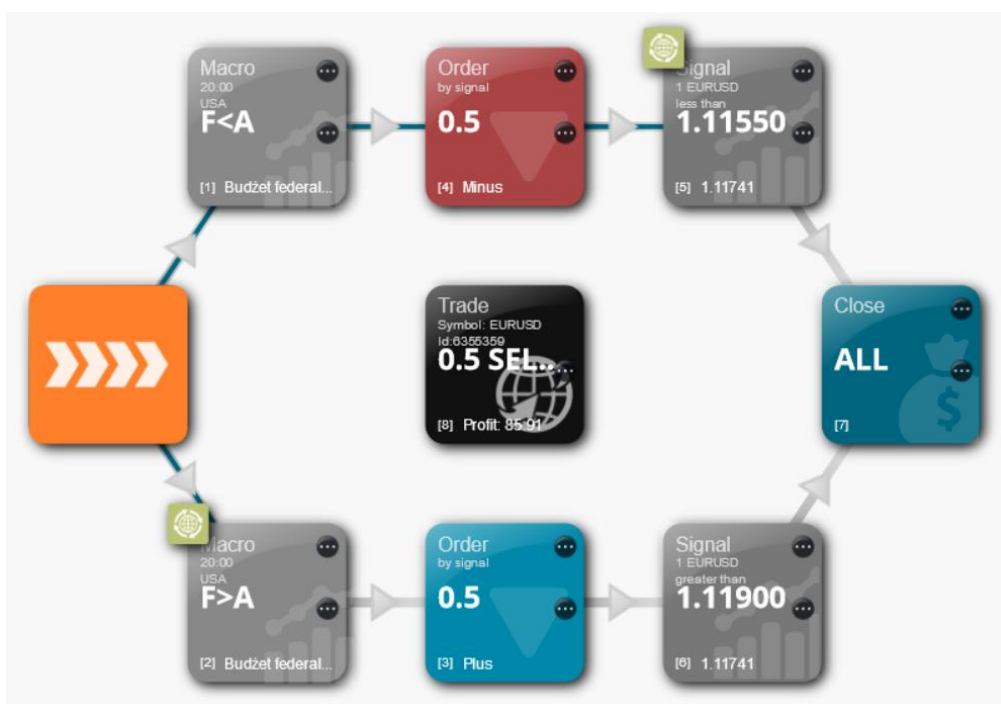 Macro
20:00
USA
F<A
[1] Budżet federal...
Order
by signal
0.5
[4] Minus
Signal
1 EURUSD
less than
1.11550
[5] 1.11741
Trade
Symbol: EURUSD
Id:6355359
0.5 SEL...
[8] Profit: 85.91
Close
ALL
$
[7]
Macro
20:00
USA
F>A
[2] Budżet federal...
Order
by signal
0.5
[3] Plus
Signal
1 EURUSD
greater than
1.11900
[6] 1.11741